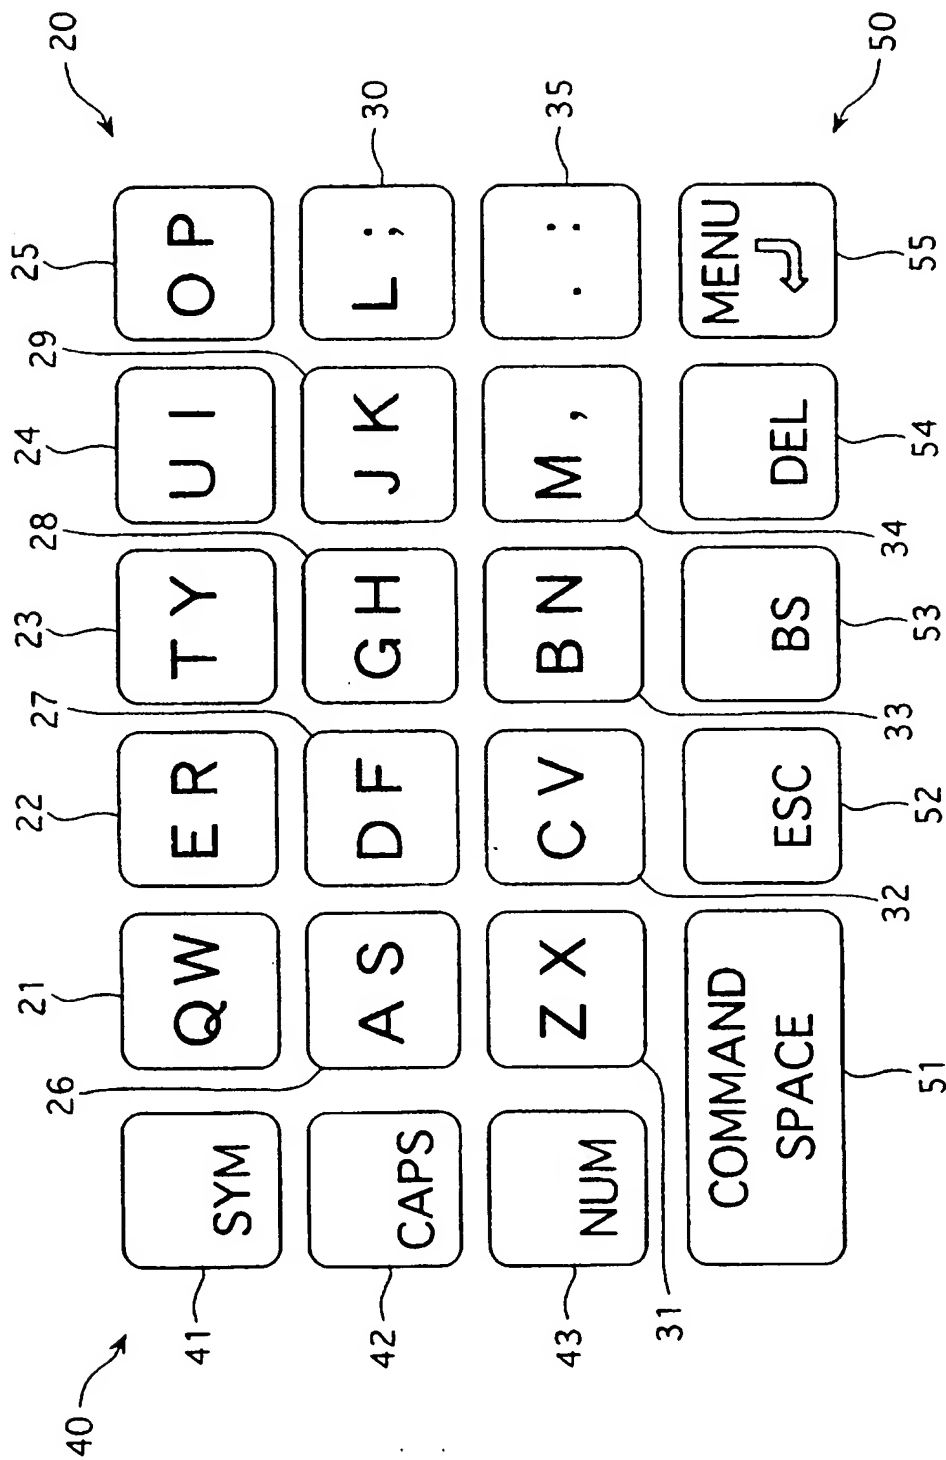 40
20
21 22 23 24 25
41 SYM QW ER TY UI OP
26 27 28 29
42 CAPS AS DF GH JK L; 30
43 NUM ZX CV BN M, .: 35
31 32 33 34
COMMAND
SPACE
ESC BS DEL MENU
51 52 53 54 55
50